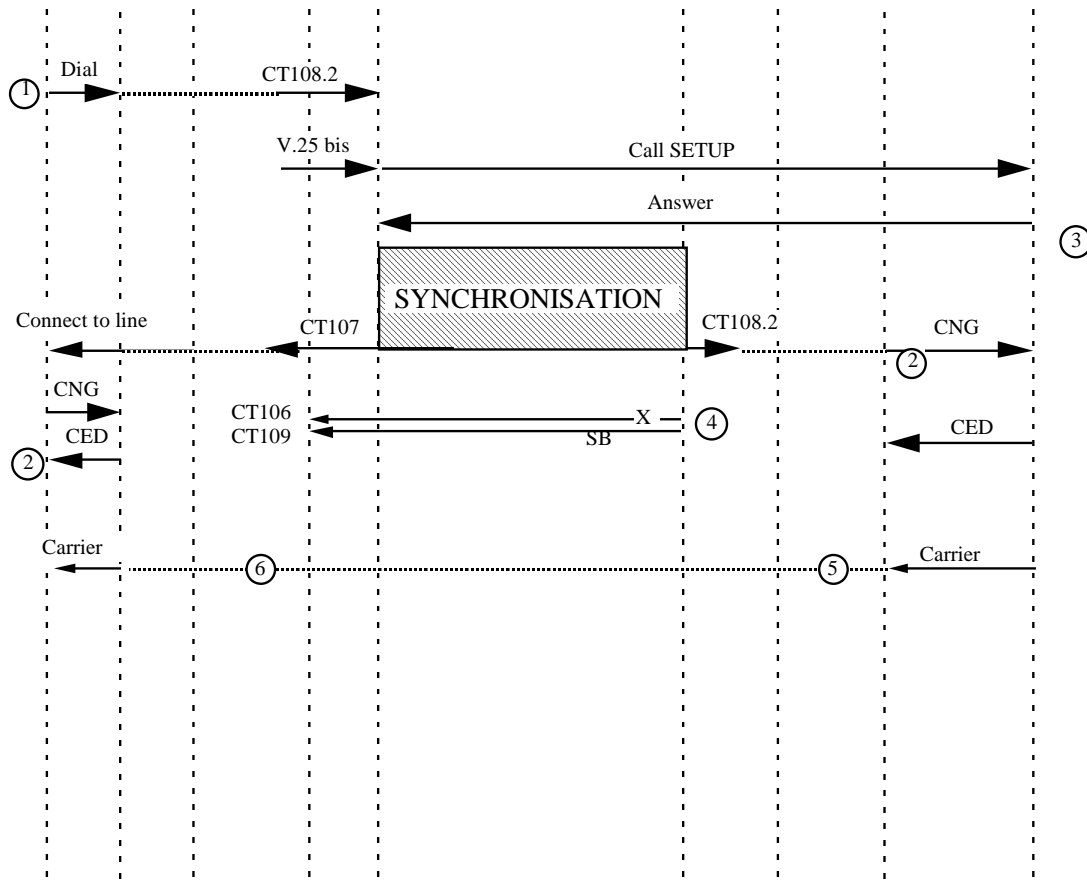 Dial
CT108.2
1
V.25 bis
Call SETUP
Answer
3
SYNCHRONISATION
Connect to line
CT107
CT108.2
CNG
2
CNG
CT106
X
4
CT109
SB
CED
CED
2
Carrier
6
5
Carrier